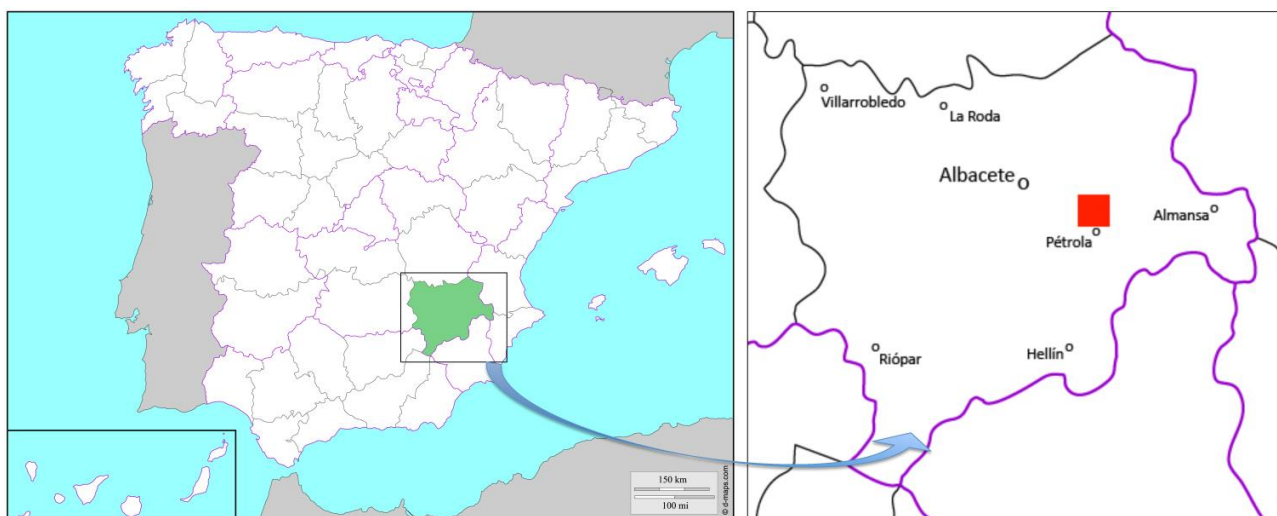 150 km
100 mi
© d-maps.com
Villarrobledo
La Roda
Albacete
Almansa
Pétrola
Riópar
Hellín